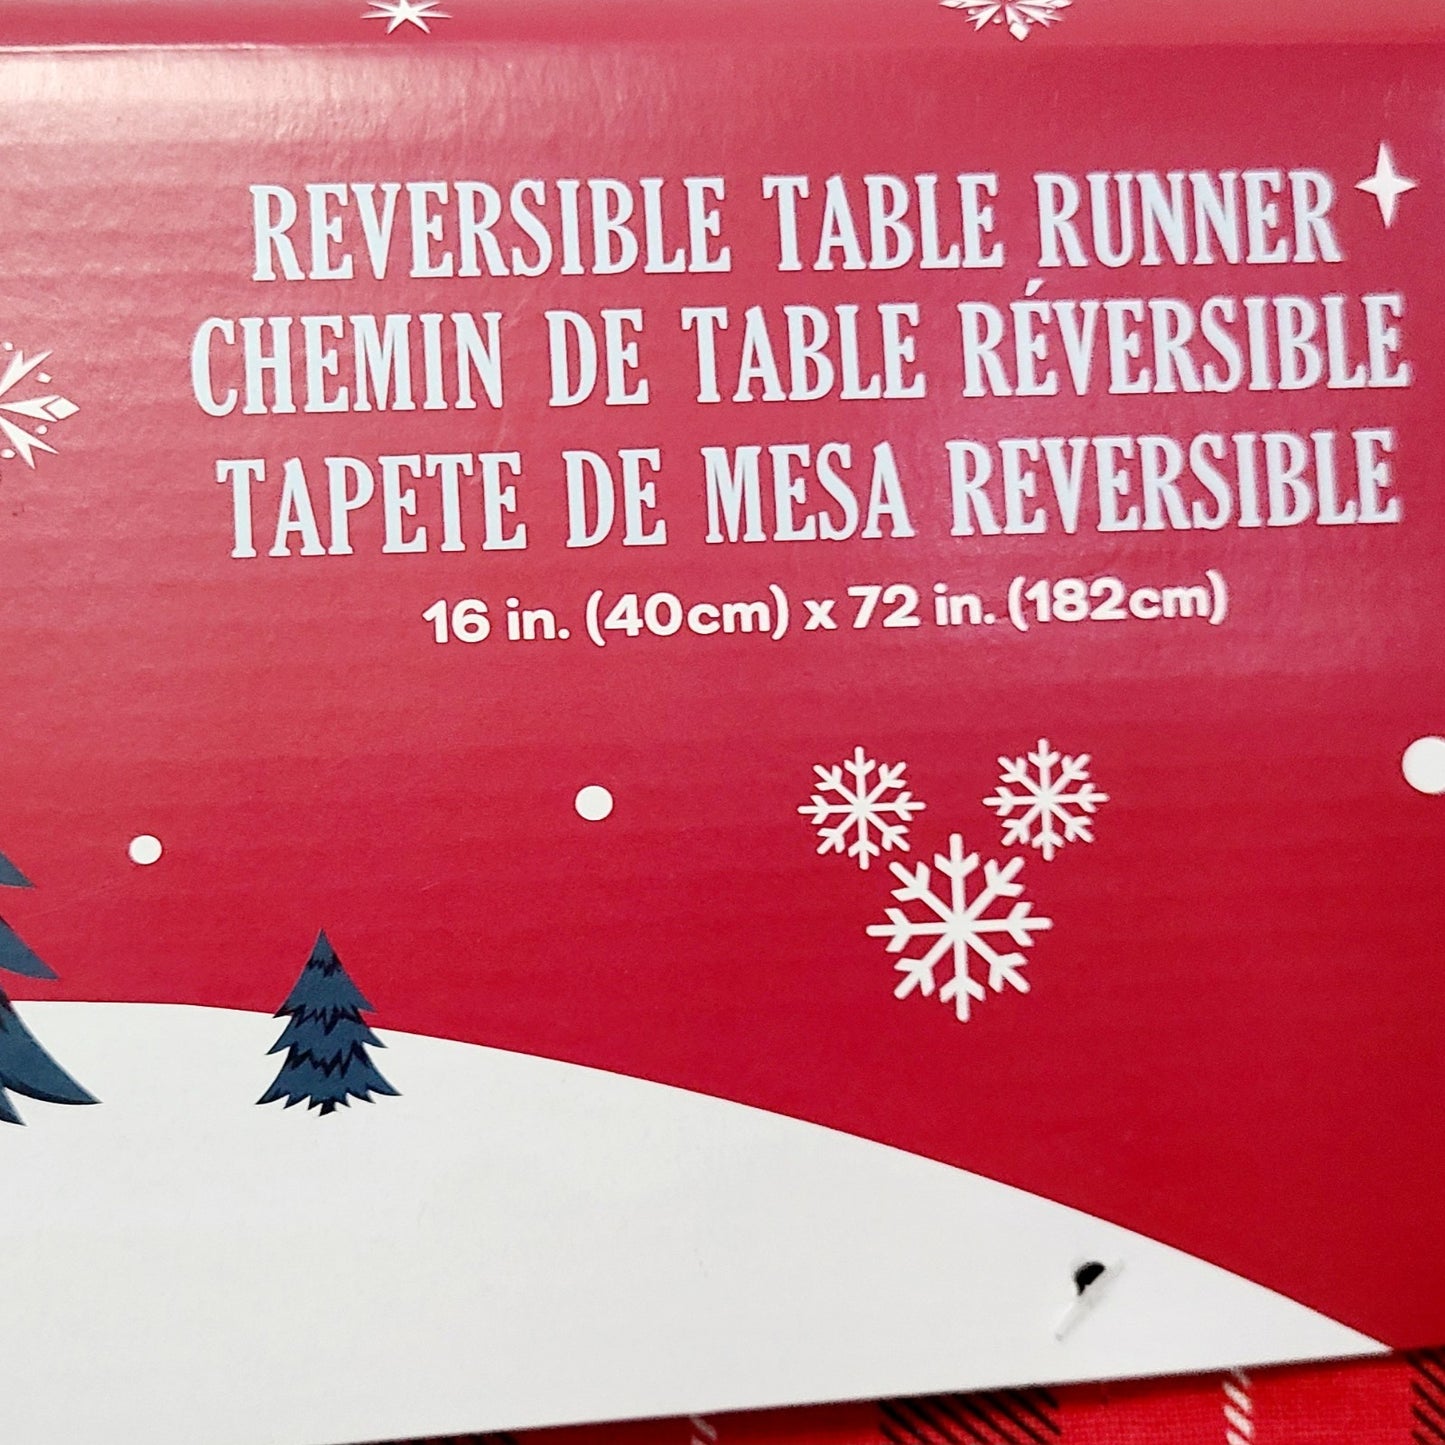 REVERSIBLE TABLE RUNNER
CHEMIN DE TABLE RÉVERSIBLE
TAPETE DE MESA REVERSIBLE
16 in. (40cm) x 72 in. (182cm)